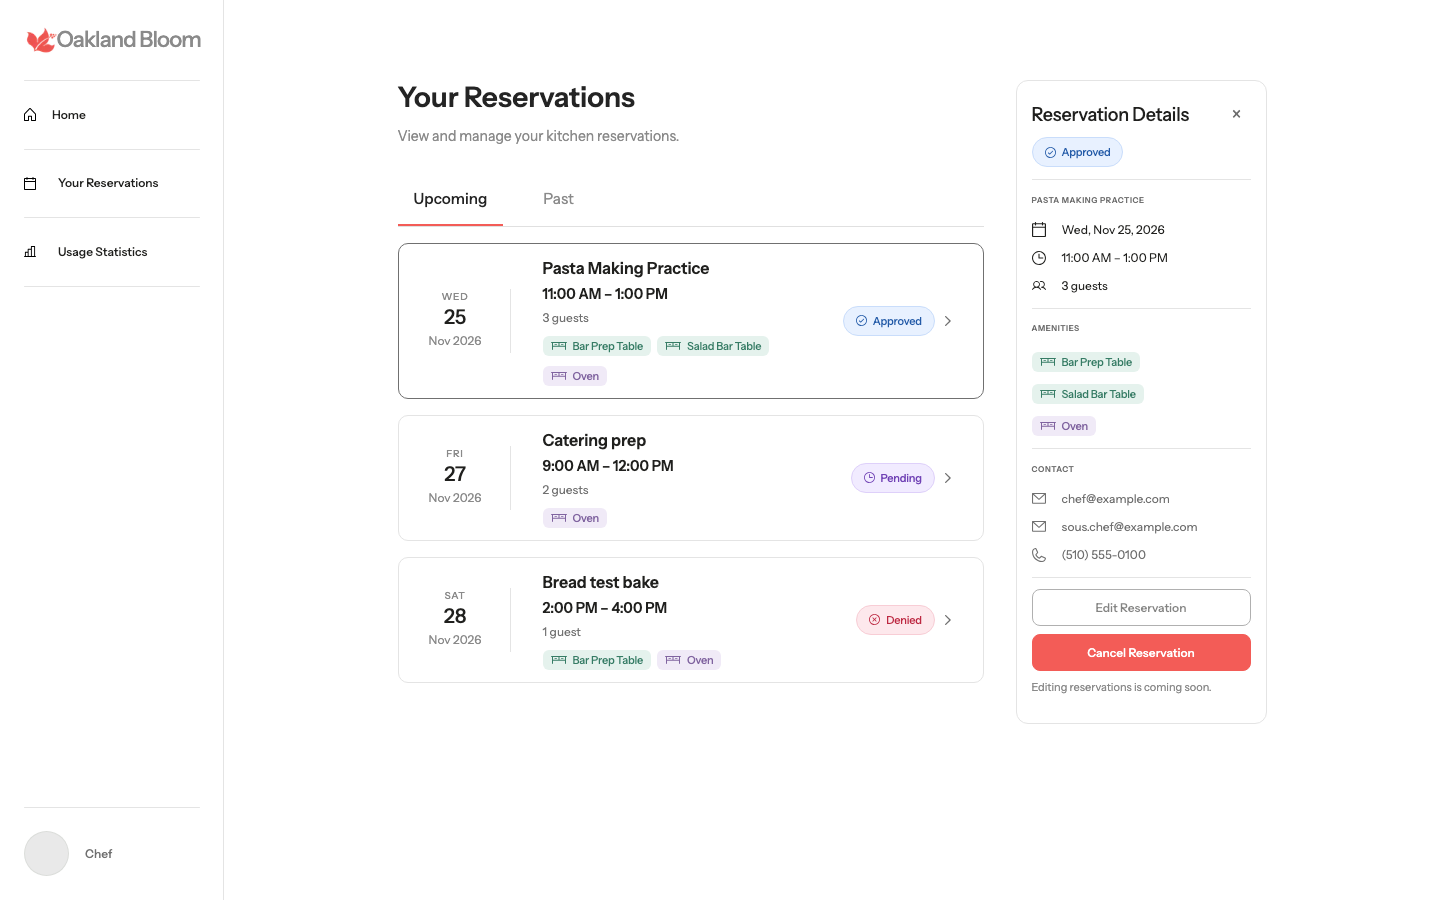 Oakland Bloom
Home
Your Reservations
Usage Statistics
Chef
Your Reservations
View and manage your kitchen reservations.
Upcoming
Past
WED
25
Nov 2026
Pasta Making Practice
11:00 AM – 1:00 PM
3 guests
Bar Prep Table
Salad Bar Table
Oven
Approved
FRI
27
Nov 2026
Catering prep
9:00 AM – 12:00 PM
2 guests
Oven
Pending
SAT
28
Nov 2026
Bread test bake
2:00 PM – 4:00 PM
1 guest
Bar Prep Table
Oven
Denied
Reservation Details
Approved
PASTA MAKING PRACTICE
Wed, Nov 25, 2026
11:00 AM – 1:00 PM
3 guests
AMENITIES
Bar Prep Table
Salad Bar Table
Oven
CONTACT
chef@example.com
sous.chef@example.com
(510) 555-0100
Edit Reservation
Cancel Reservation
Editing reservations is coming soon.